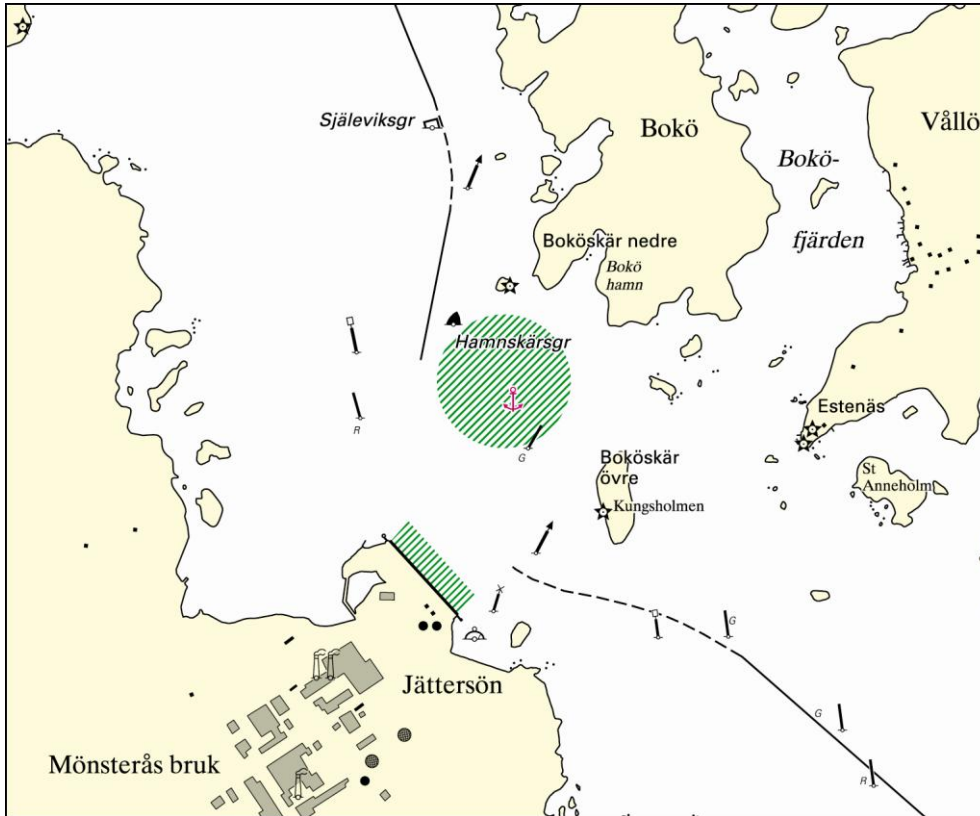 Själeviksgr
Bokö
Vållö
Bokö-
fjärden
Boköskär nedre
Bokö
hamn
Hamnskärsgr
R
G
Estenäs
Boköskär
övre
St
Anneholm
Kungsholmen
G
Jättersön
G
Mönsterås bruk
R